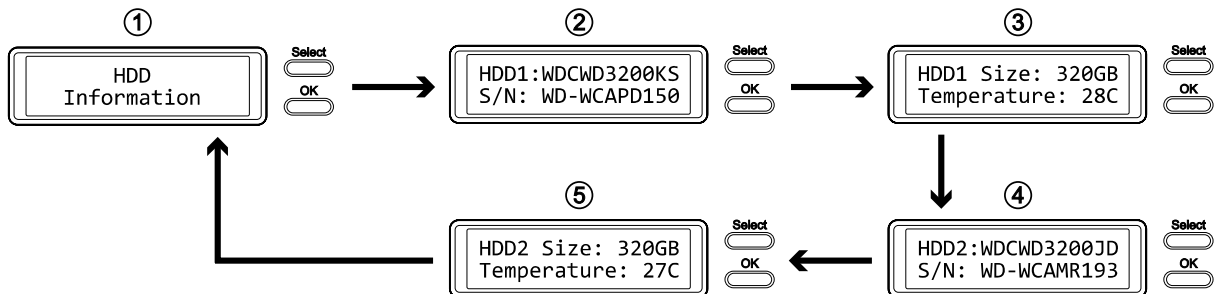 ①
HDD
Information
Select
OK
②
HDD1:WDCWD3200KS
S/N: WD-WCAPD150
Select
OK
③
HDD1 Size: 320GB
Temperature: 28C
Select
OK
④
HDD2:WDCWD3200JD
S/N: WD-WCAMR193
Select
OK
⑤
HDD2 Size: 320GB
Temperature: 27C
Select
OK